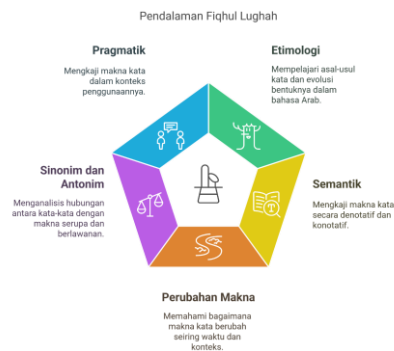 Pendalaman Fiqhul Lughah
Pragmatik
Mengkaji makna kata
dalam konteks
penggunaannya.
Etimologi
Mempelajari asal-usul
kata dan evolusi
bentuknya dalam
bahasa Arab.
Sinonim dan
Antonim
Menganalisis hubungan
antara kata-kata dengan
makna serupa dan
berlawanan.
Semantik
Mengkaji makna kata
secara denotatif dan
konotatif.
Perubahan Makna
Memahami bagaimana
makna kata berubah
seiring waktu dan
konteks.